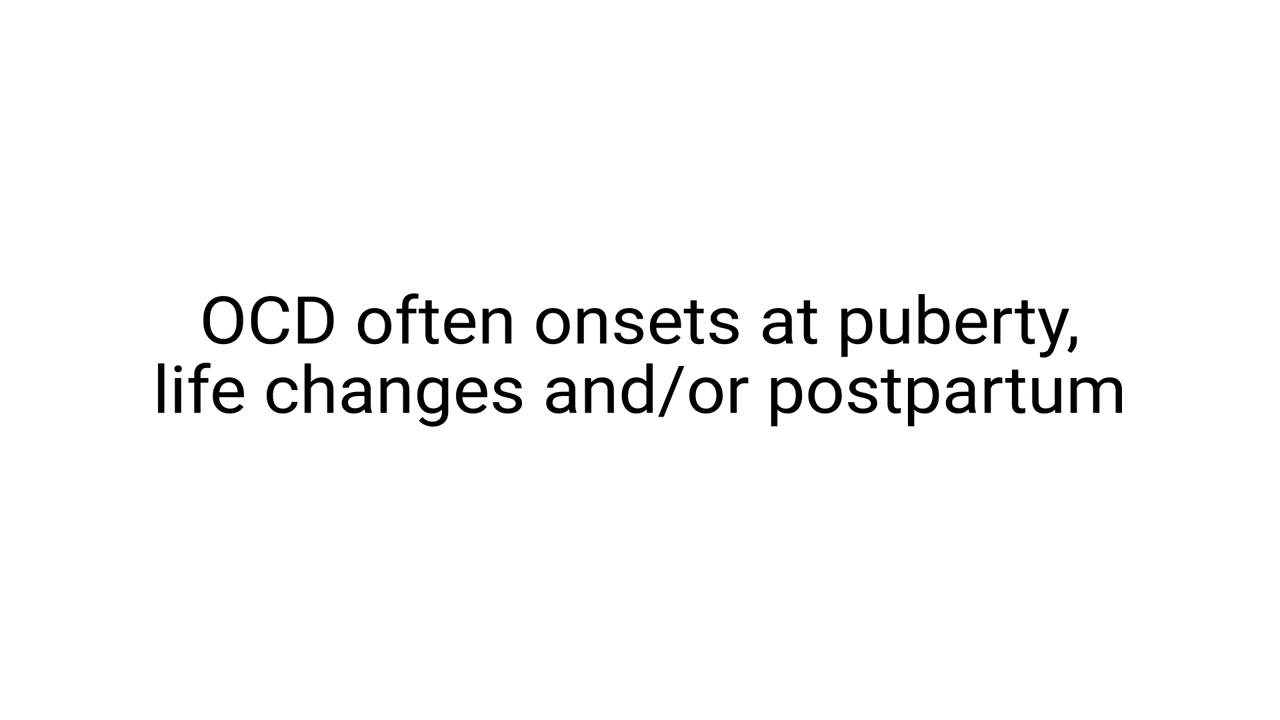 OCD often onsets at puberty,
life changes and/or postpartum